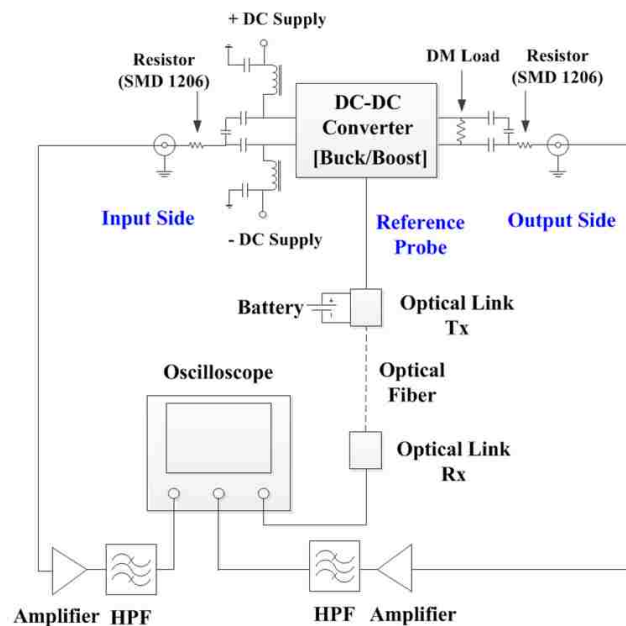 + DC Supply
Resistor
(SMD 1206)
DC-DC
Converter
[Buck/Boost]
DM Load
Resistor
(SMD 1206)
Input Side
- DC Supply
Reference
Probe
Output Side
Battery
Optical Link
Tx
Optical
Fiber
Oscilloscope
Optical Link
Rx
Amplifier
HPF
HPF
Amplifier